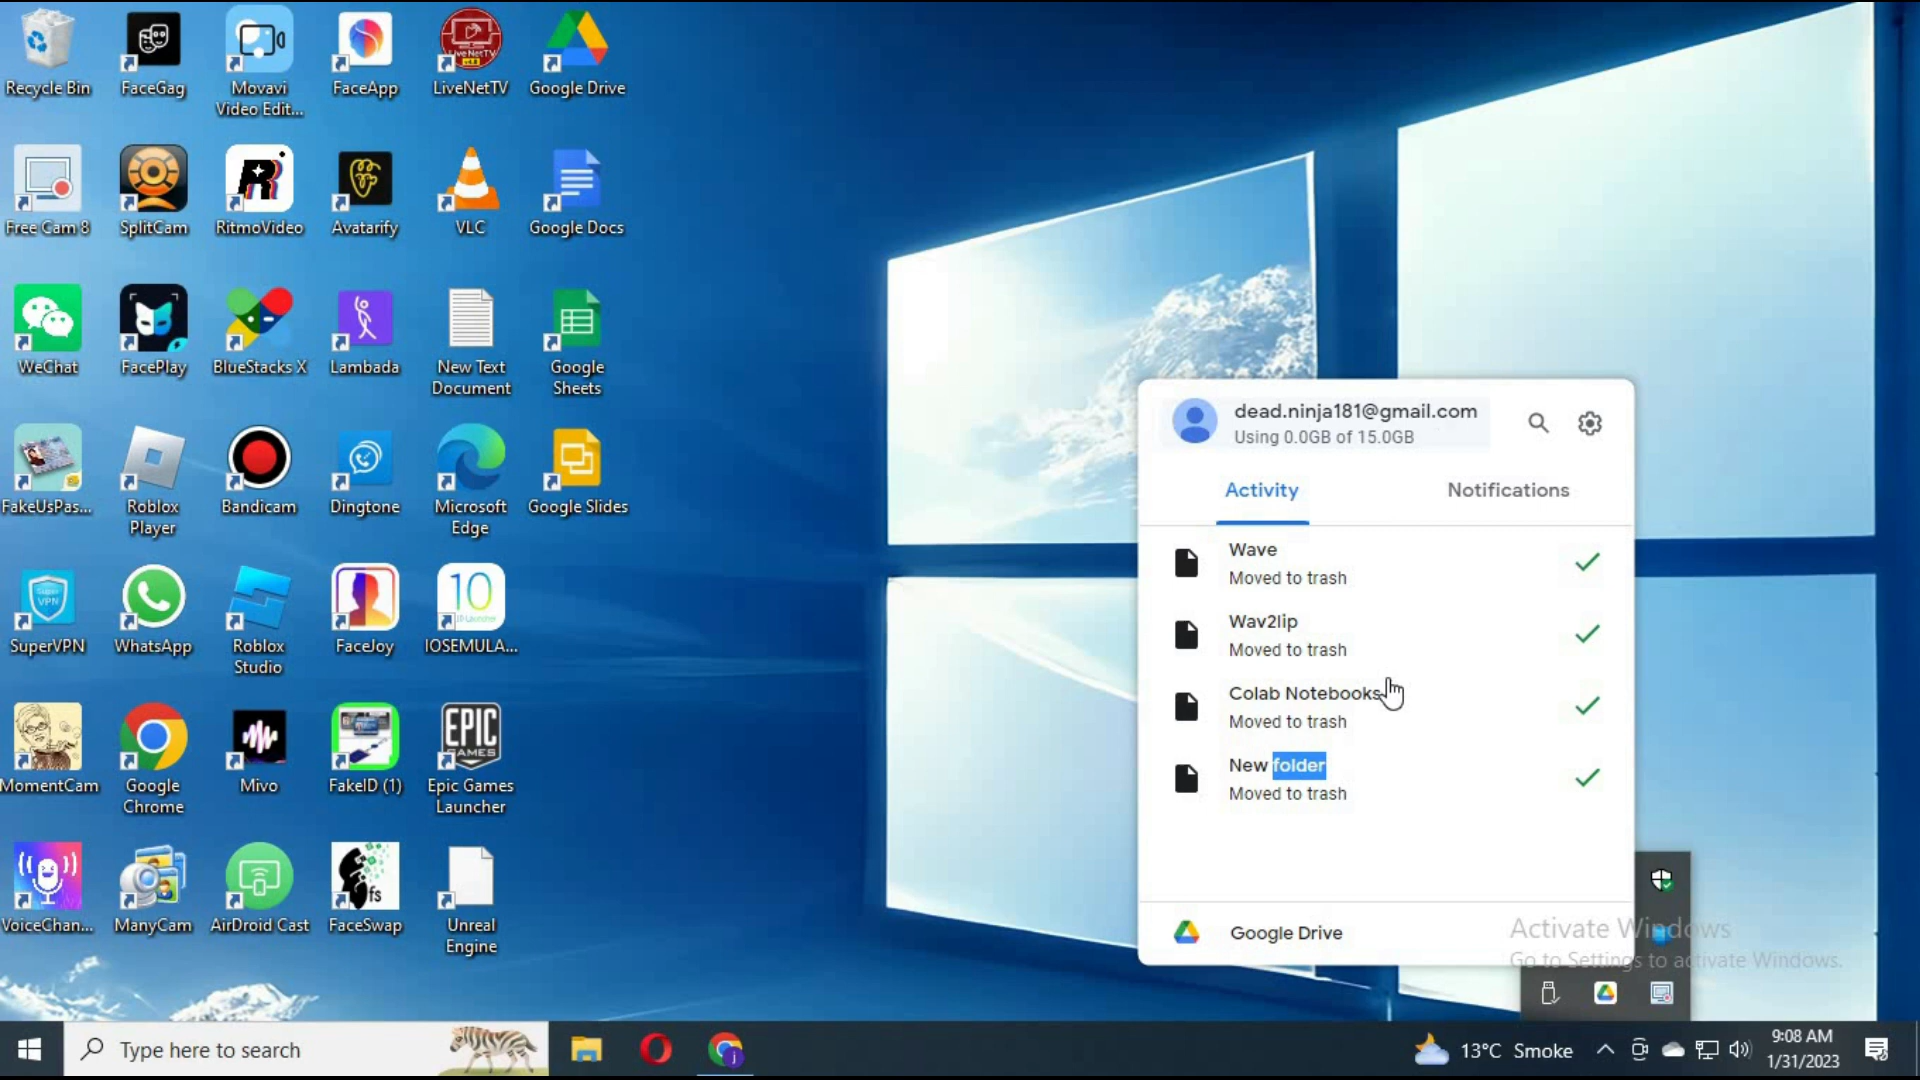 Recycle Bin
FaceGag
Movavi
Video Edit...
FaceApp
LiveNetTV
Google Drive
Free Cam 8
SplitCam
RitmoVideo
Avatarify
VLC
Google Docs
WeChat
FacePlay
BlueStacks X
Lambada
New Text
Document
Google
Sheets
FakeUsPas...
Roblox
Player
Bandicam
Dingtone
Microsoft
Edge
Google Slides
SuperVPN
WhatsApp
Roblox
Studio
FaceJoy
10
IOSEMULA...
MomentCam
Google
Chrome
Mivo
FakeID (1)
EPIC
GAMES
Epic Games
Launcher
VoiceChan...
ManyCam
AirDroid Cast
fs
FaceSwap
Unreal
Engine
dead.ninja181@gmail.com
Using 0.0GB of 15.0GB
Activity
Notifications
Wave
Moved to trash
Wav2lip
Moved to trash
Colab Notebooks
Moved to trash
New folder
Moved to trash
Google Drive
Activate Windows
Go to Settings to activate Windows.
Type here to search
13°C Smoke
9:08 AM
1/31/2023